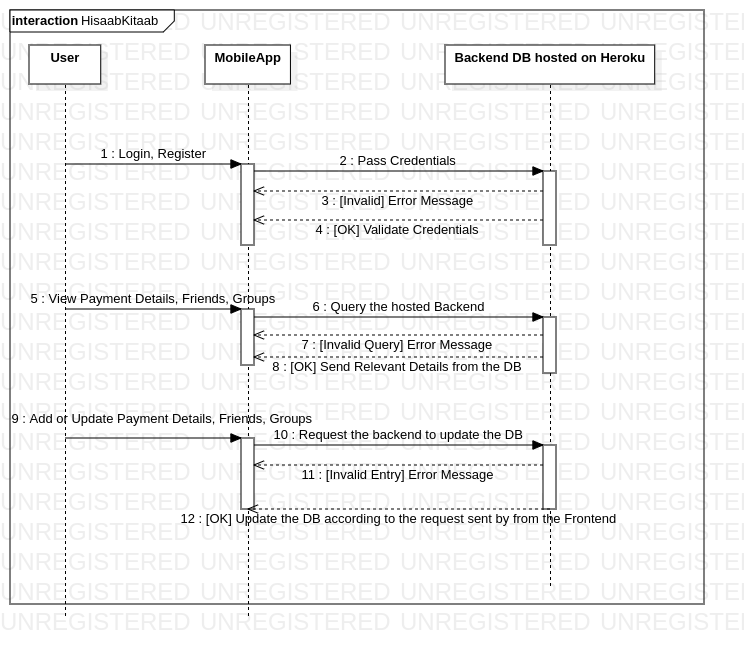 interaction HisaabKitaab
User
MobileApp
Backend DB hosted on Heroku
1 : Login, Register
2 : Pass Credentials
3 : [Invalid] Error Message
4 : [OK] Validate Credentials
5 : View Payment Details, Friends, Groups
6 : Query the hosted Backend
7 : [Invalid Query] Error Message
8 : [OK] Send Relevant Details from the DB
9 : Add or Update Payment Details, Friends, Groups
10 : Request the backend to update the DB
11 : [Invalid Entry] Error Message
12 : [OK] Update the DB according to the request sent by from the Frontend
UNREGISTERED